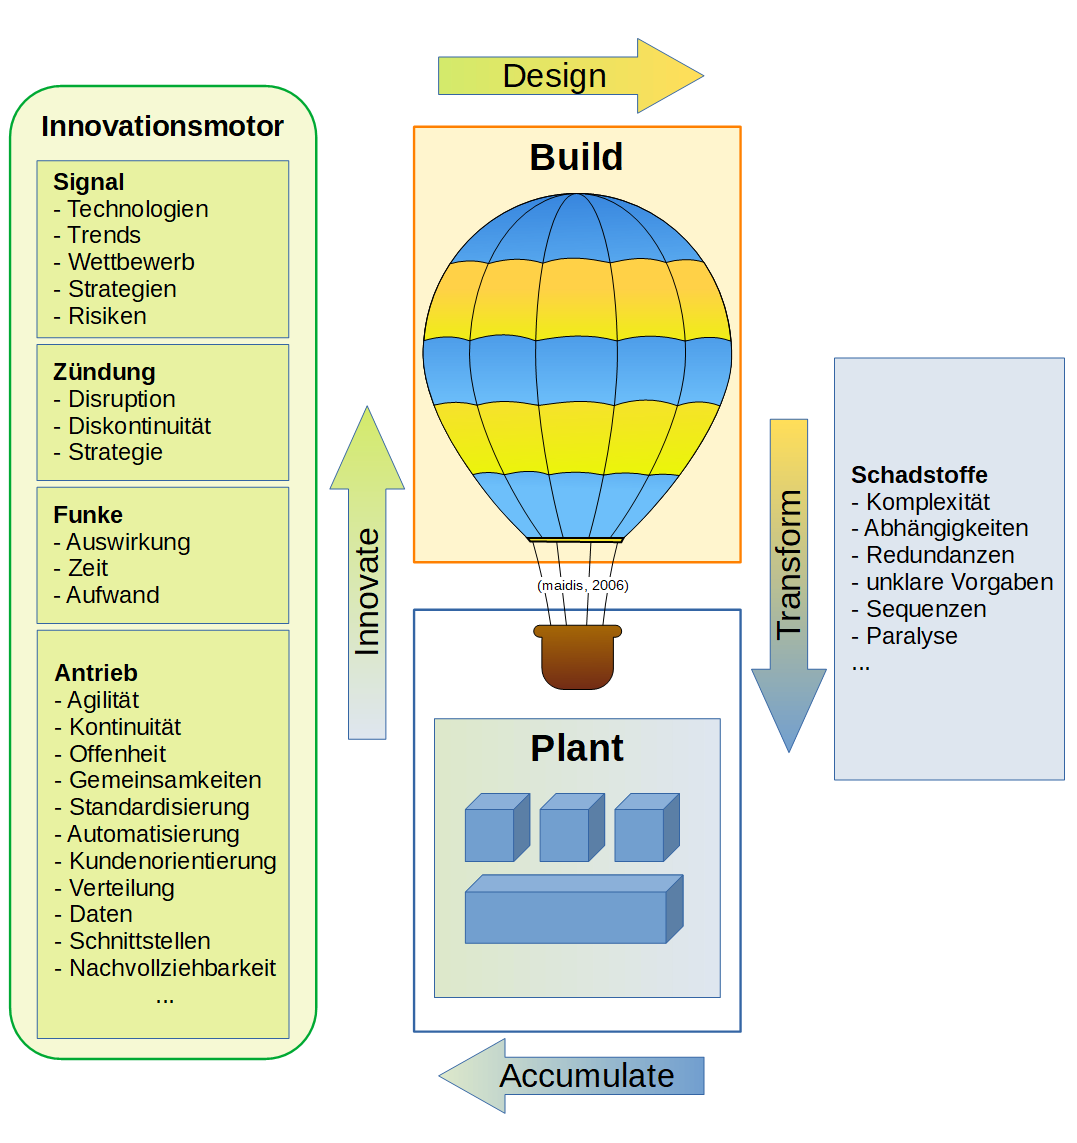 Design
Innovationsmotor
Signal
- Technologien
- Trends
- Wettbewerb
- Strategien
- Risiken
Zündung
- Disruption
- Diskontinuität
- Strategie
Funke
- Auswirkung
- Zeit
- Aufwand
Antrieb
- Agilität
- Kontinuität
- Offenheit
- Gemeinsamkeiten
- Standardisierung
- Automatisierung
- Kundenorientierung
- Verteilung
- Daten
- Schnittstellen
- Nachvollziehbarkeit
...
Innovate
Build
(maidis, 2006)
Plant
Transform
Schadstoffe
- Komplexität
- Abhängigkeiten
- Redundanzen
- unklare Vorgaben
- Sequenzen
- Paralyse
...
Accumulate